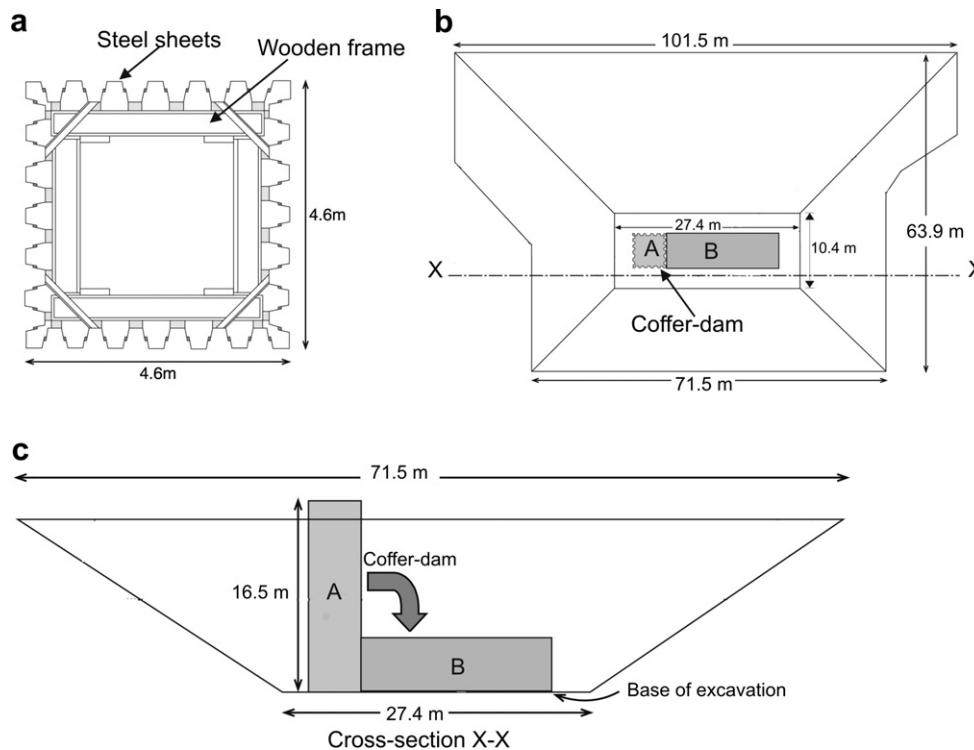 a
Steel sheets
Wooden frame
4.6m
4.6m
b
101.5 m
27.4 m
A
B
10.4 m
63.9 m
X
X
Coffer-dam
71.5 m
c
71.5 m
Coffer-dam
16.5 m
A
B
Base of excavation
27.4 m
Cross-section X-X